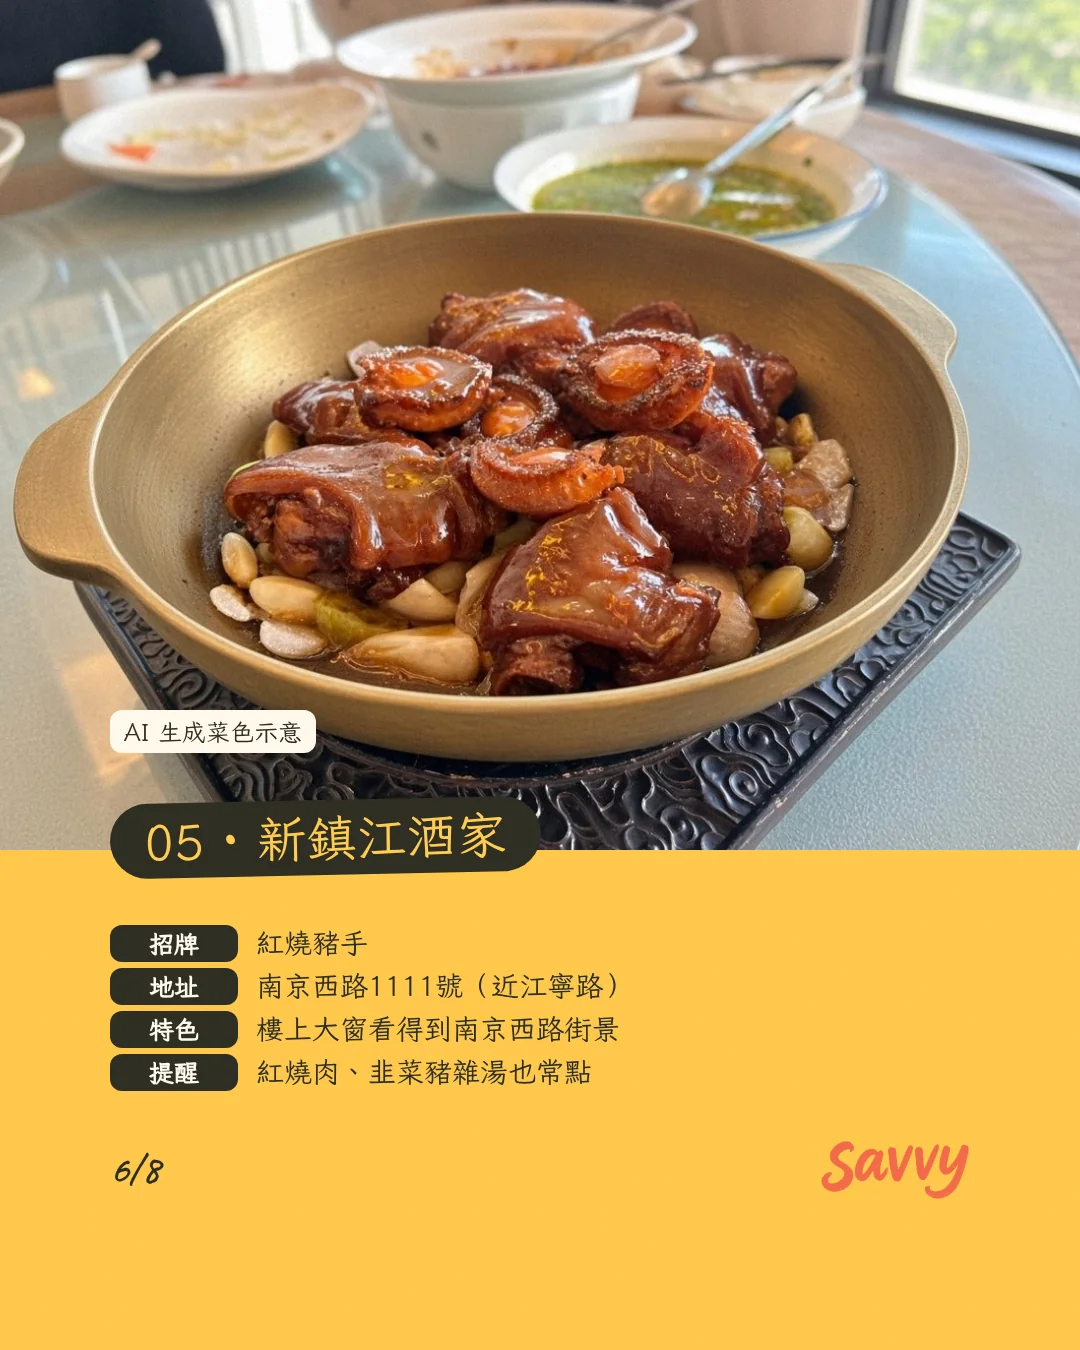 AI 生成菜色示意
05・新鎮江酒家
招牌 紅燒豬手
地址 南京西路1111號（近江寧路）
特色 樓上大窗看得到南京西路街景
提醒 紅燒肉、韭菜豬雜湯也常點
6/8
Savvy